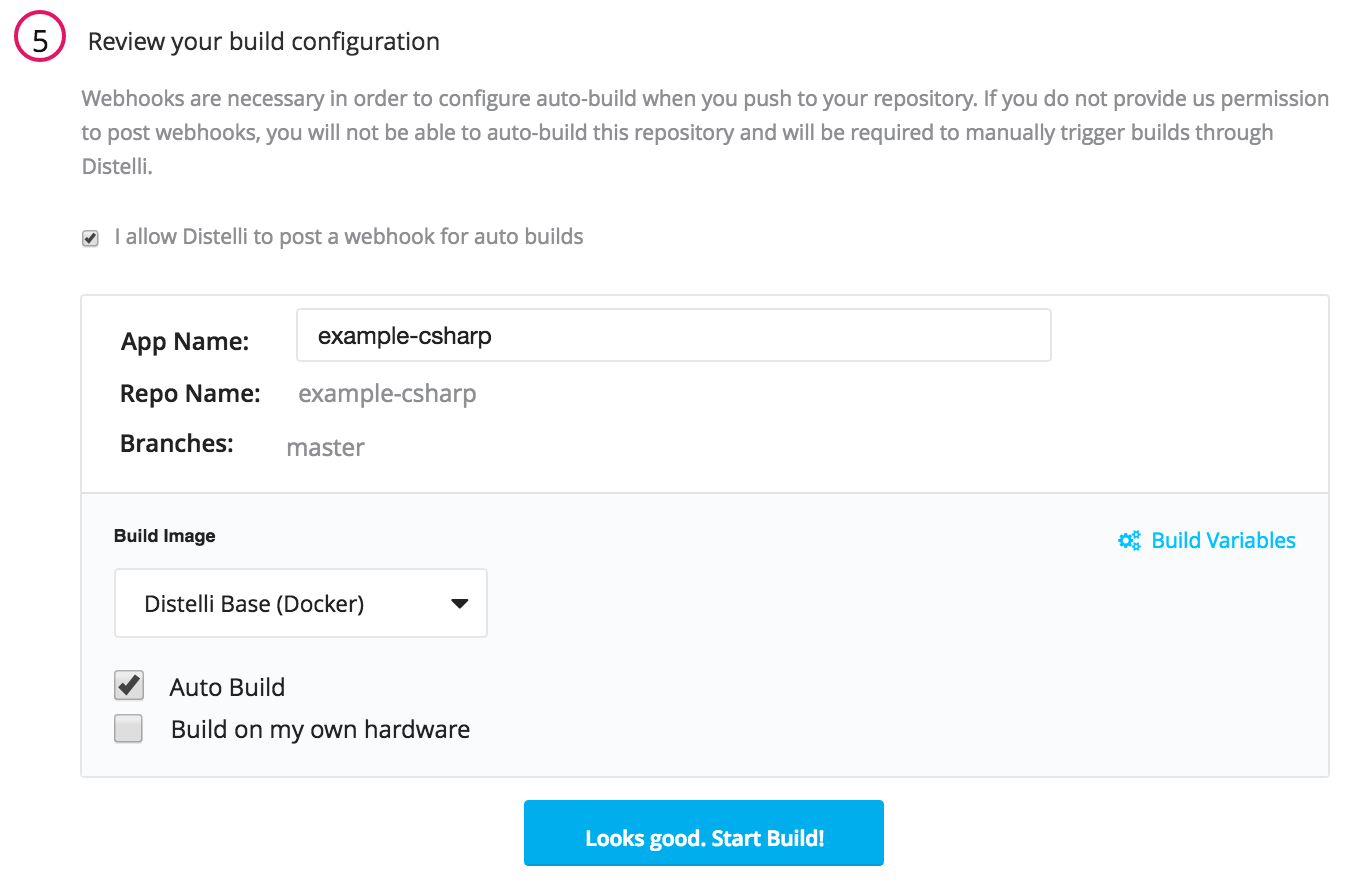 5
Review your build configuration
Webhooks are necessary in order to configure auto-build when you push to your repository. If you do not provide us permission
to post webhooks, you will not be able to auto-build this repository and will be required to manually trigger builds through
Distelli.
I allow Distelli to post a webhook for auto builds
App Name: example-csharp
Repo Name: example-csharp
Branches: master
Build Image
Build Variables
Distelli Base (Docker)
Auto Build
Build on my own hardware
Looks good. Start Build!